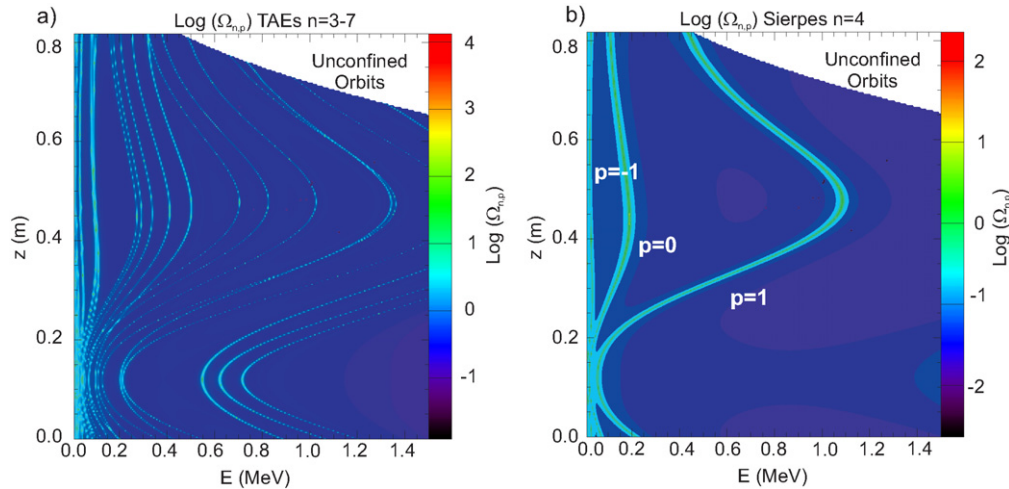 a) Log (Ωn,p) TAEs n=3-7
Unconfined
Orbits
0.8
0.6
0.4
0.2
0.0
z (m)
0.0 0.2 0.4 0.6 0.8 1.0 1.2 1.4
E (MeV)
4
3
2
1
0
-1
Log (Ωn,p)
b) Log (Ωn,p) Sierpes n=4
Unconfined
Orbits
p=-1
p=0
p=1
0.8
0.6
0.4
0.2
0.0
z (m)
0.0 0.2 0.4 0.6 0.8 1.0 1.2 1.4
E (MeV)
2
1
0
-1
-2
Log (Ωn,p)